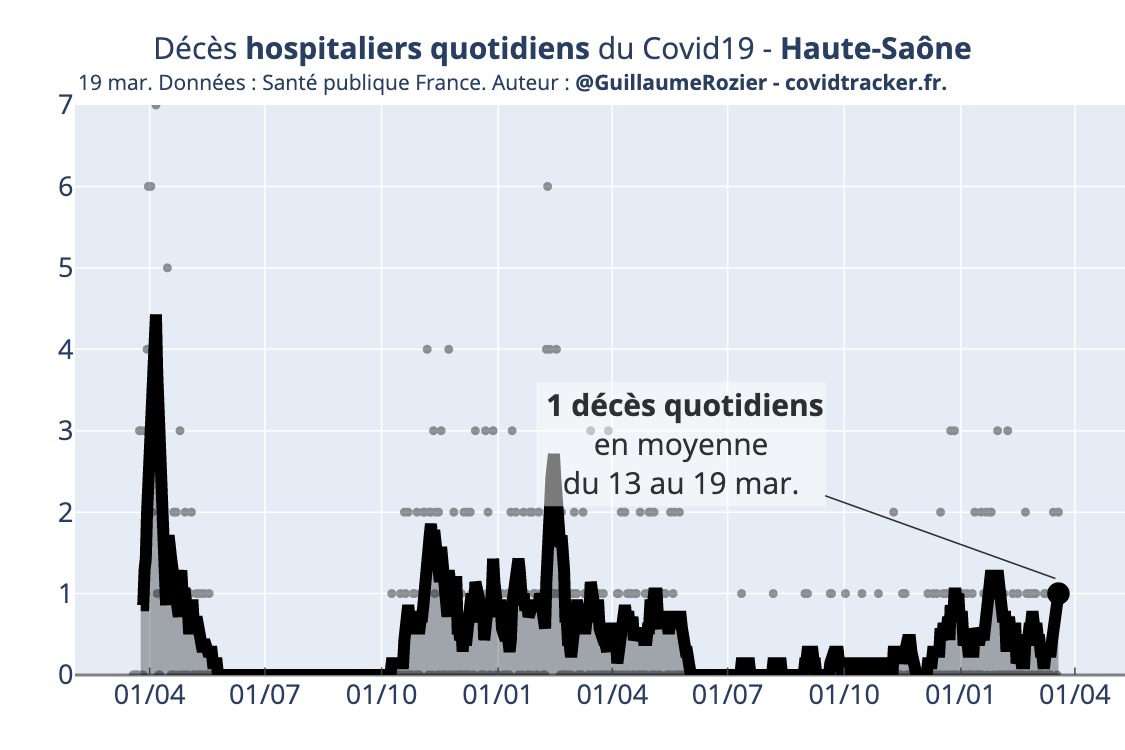 Décès hospitaliers quotidiens du Covid19 - Haute-Saône
19 mar. Données : Santé publique France. Auteur : @GuillaumeRozier - covidtracker.fr.
7
6
5
4
3
2
1
0
1 décès quotidiens
en moyenne
du 13 au 19 mar.
01/04 01/07 01/10 01/01 01/04 01/07 01/10 01/01 01/04